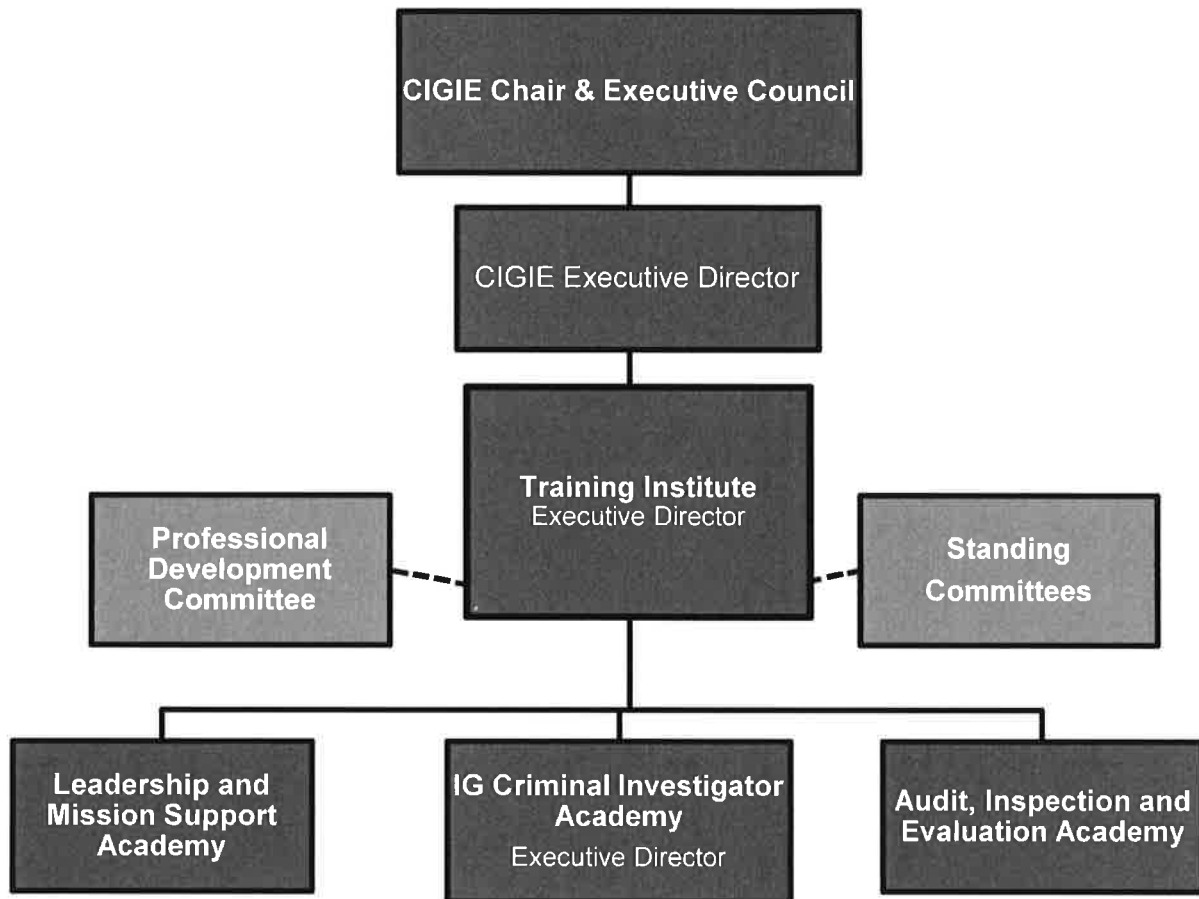 CIGIE Chair & Executive Council
CIGIE Executive Director
Training Institute
Executive Director
Professional
Development
Committee
Standing
Committees
Leadership and
Mission Support
Academy
IG Criminal Investigator
Academy
Executive Director
Audit, Inspection and
Evaluation Academy